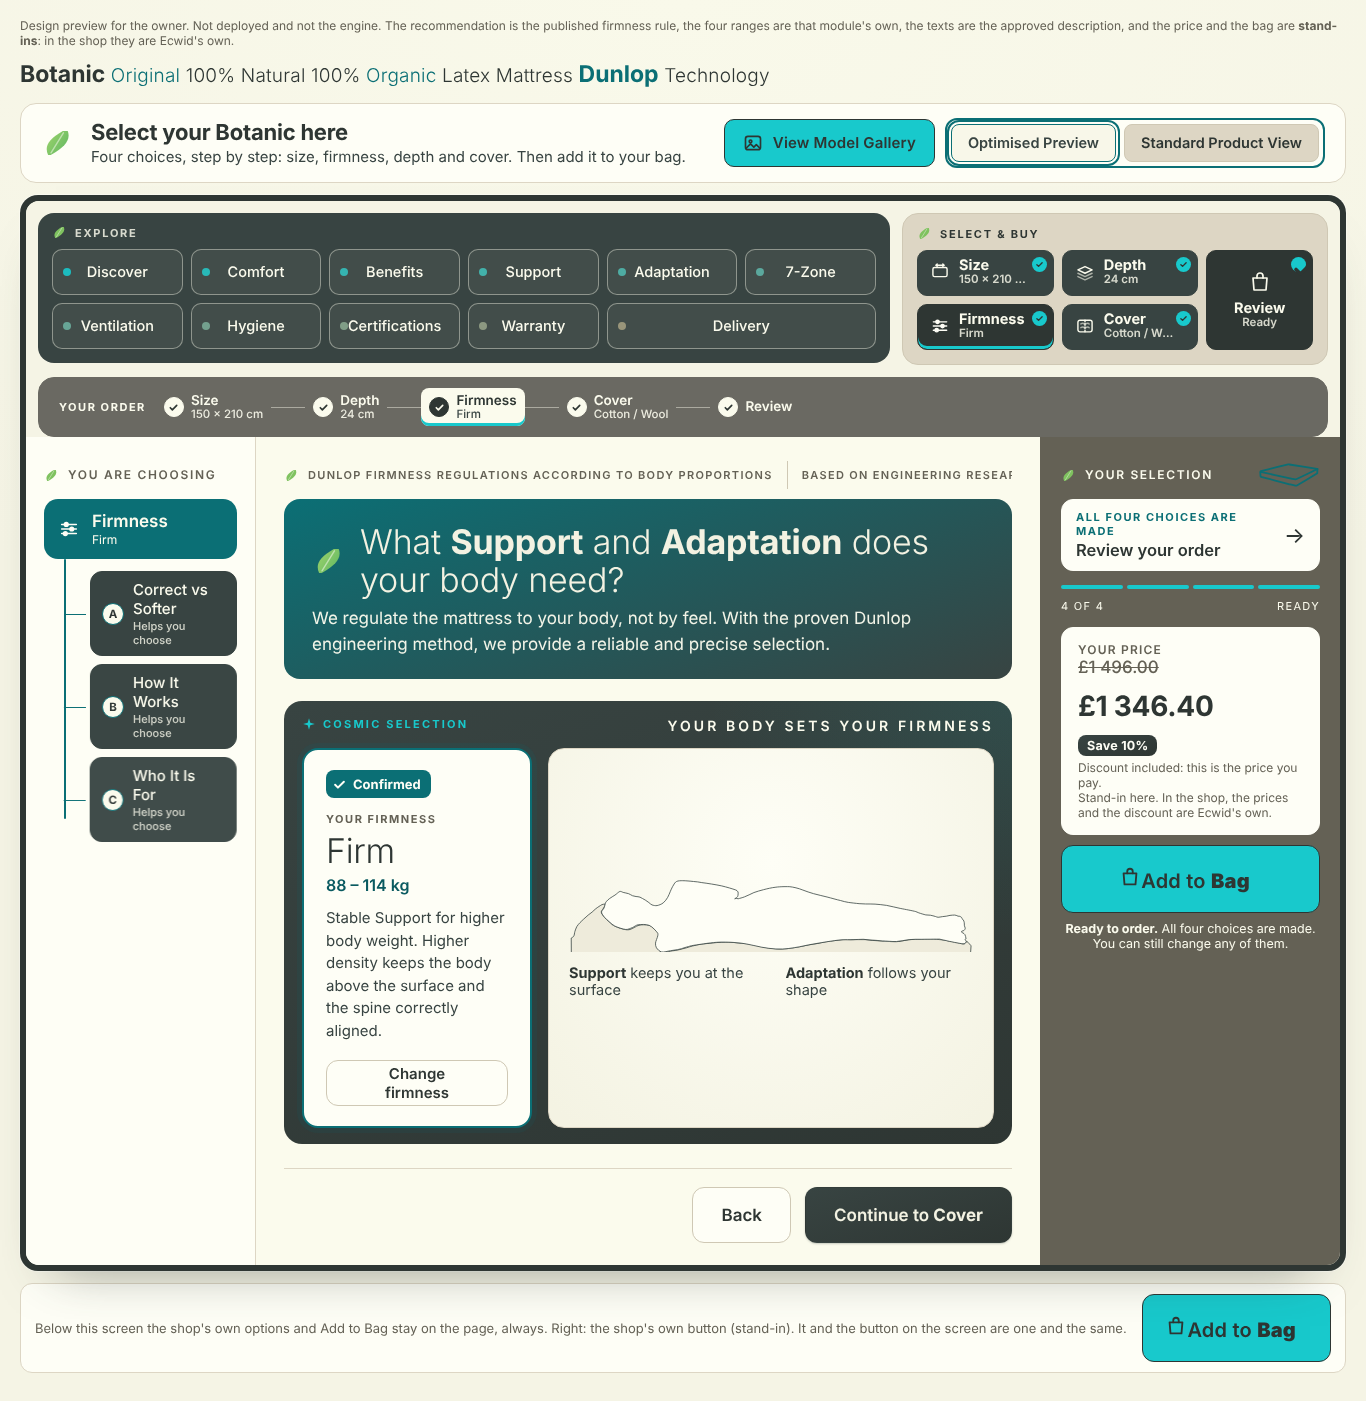 Design preview for the owner. Not deployed and not the engine. The recommendation is the published firmness rule, the four ranges are that module's own, the texts are the approved description, and the price and the bag are stand-
ins: in the shop they are Ecwid's own.
Botanic Original 100% Natural 100% Organic Latex Mattress Dunlop Technology
Select your Botanic here
Four choices, step by step: size, firmness, depth and cover. Then add it to your bag.
View Model Gallery
Optimised Preview
Standard Product View
EXPLORE
Discover
Comfort
Benefits
Support
Adaptation
7-Zone
Ventilation
Hygiene
Certifications
Warranty
Delivery
SELECT & BUY
Size
150 × 210 ...
Depth
24 cm
Firmness
Firm
Cover
Cotton / W...
Review
Ready
YOUR ORDER
Size
150 × 210 cm
Depth
24 cm
Firmness
Firm
Cover
Cotton / Wool
Review
YOU ARE CHOOSING
Firmness
Firm
A
Correct vs
Softer
Helps you
choose
B
How It
Works
Helps you
choose
C
Who It Is
For
Helps you
choose
DUNLOP FIRMNESS REGULATIONS ACCORDING TO BODY PROPORTIONS
BASED ON ENGINEERING RESEAR
What Support and Adaptation does
your body need?
We regulate the mattress to your body, not by feel. With the proven Dunlop
engineering method, we provide a reliable and precise selection.
COSMIC SELECTION
YOUR BODY SETS YOUR FIRMNESS
Confirmed
YOUR FIRMNESS
Firm
88 – 114 kg
Stable Support for higher
body weight. Higher
density keeps the body
above the surface and
the spine correctly
aligned.
Change
firmness
Support keeps you at the
surface
Adaptation follows your
shape
Back
Continue to Cover
YOUR SELECTION
ALL FOUR CHOICES ARE
MADE
Review your order
4 OF 4
READY
YOUR PRICE
£1 496.00
£1 346.40
Save 10%
Discount included: this is the price you
pay.
Stand-in here. In the shop, the prices
and the discount are Ecwid's own.
Add to Bag
Ready to order. All four choices are made.
You can still change any of them.
Below this screen the shop's own options and Add to Bag stay on the page, always. Right: the shop's own button (stand-in). It and the button on the screen are one and the same.
Add to Bag